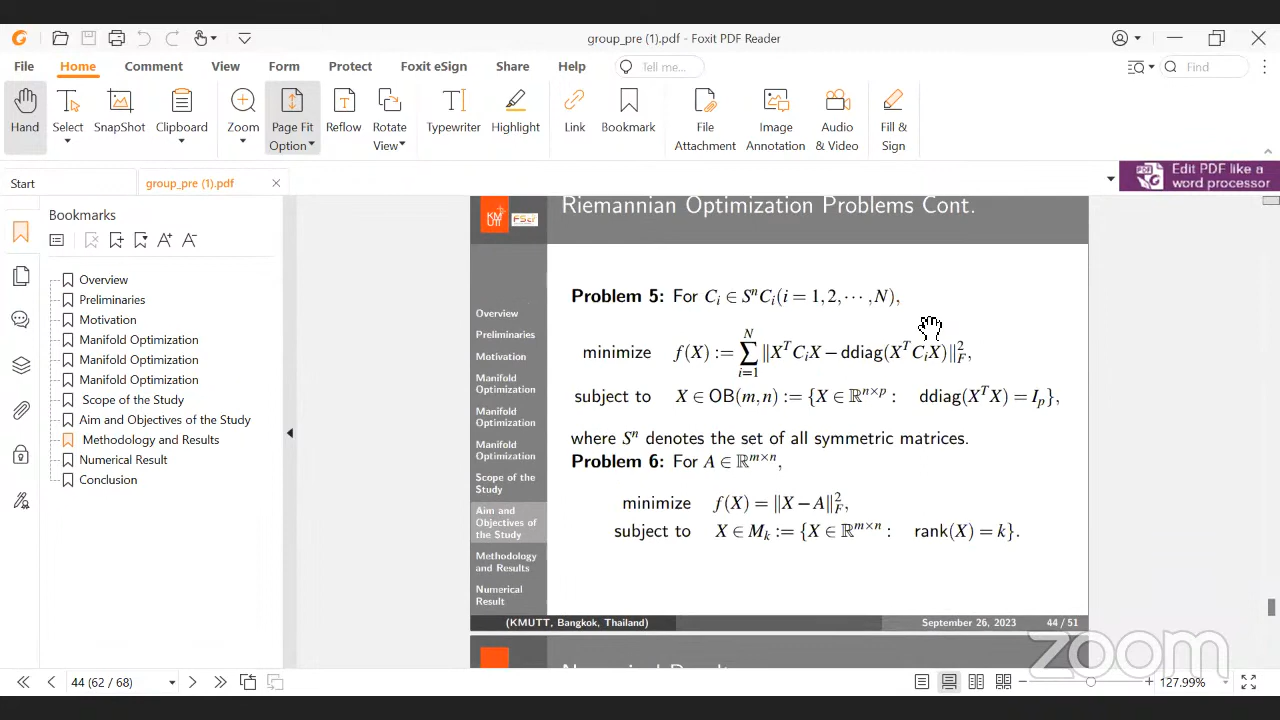 group_pre (1).pdf - Foxit PDF Reader
File Home Comment View Form Protect Foxit eSign Share Help Tell me... Find
Hand Select SnapShot Clipboard Zoom Page Fit Option Reflow Rotate View Typewriter Highlight Link Bookmark File Attachment Image Annotation Audio & Video Fill & Sign
Start group_pre (1).pdf
Edit PDF like a
word processor
Bookmarks
Overview
Preliminaries
Motivation
Manifold Optimization
Manifold Optimization
Manifold Optimization
Scope of the Study
Aim and Objectives of the Study
Methodology and Results
Numerical Result
Conclusion
FSci
Riemannian Optimization Problems Cont.
Overview
Preliminaries
Motivation
Manifold
Optimization
Manifold
Optimization
Manifold
Optimization
Scope of the
Study
Aim and
Objectives of
the Study
Methodology
and Results
Numerical
Result
Problem 5: For C_i ∈ S^n C_i(i = 1,2,⋯,N),
minimize f(X) := ∑_{i=1}^{N} ‖X^T C_i X − ddiag(X^T C_i X)‖_F^2,
subject to X ∈ OB(m,n) := {X ∈ ℝ^{n×p} : ddiag(X^T X) = I_p},
where S^n denotes the set of all symmetric matrices.
Problem 6: For A ∈ ℝ^{m×n},
minimize f(X) = ‖X − A‖_F^2,
subject to X ∈ M_k := {X ∈ ℝ^{m×n} : rank(X) = k}.
(KMUTT, Bangkok, Thailand) September 26, 2023 44 / 51
zoom
44 (62 / 68) 127.99%